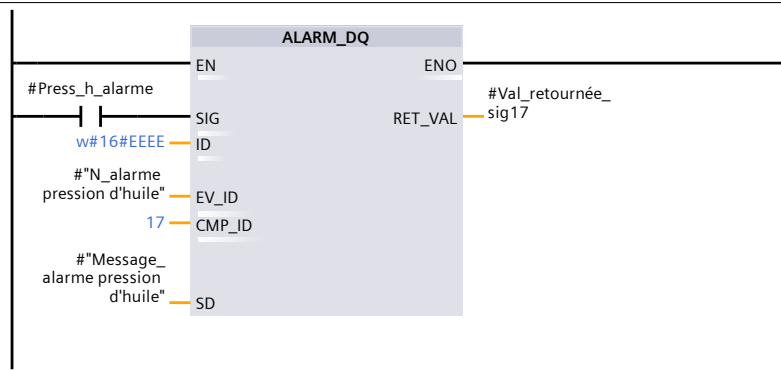 ALARM_DQ
EN
ENO
#Press_h_alarme
SIG
#Val_retournée_
sig17
RET_VAL
w#16#EEEE
ID
#"N_alarme
pression d'huile"
EV_ID
17
CMP_ID
#"Message_
alarme pression
d'huile"
SD